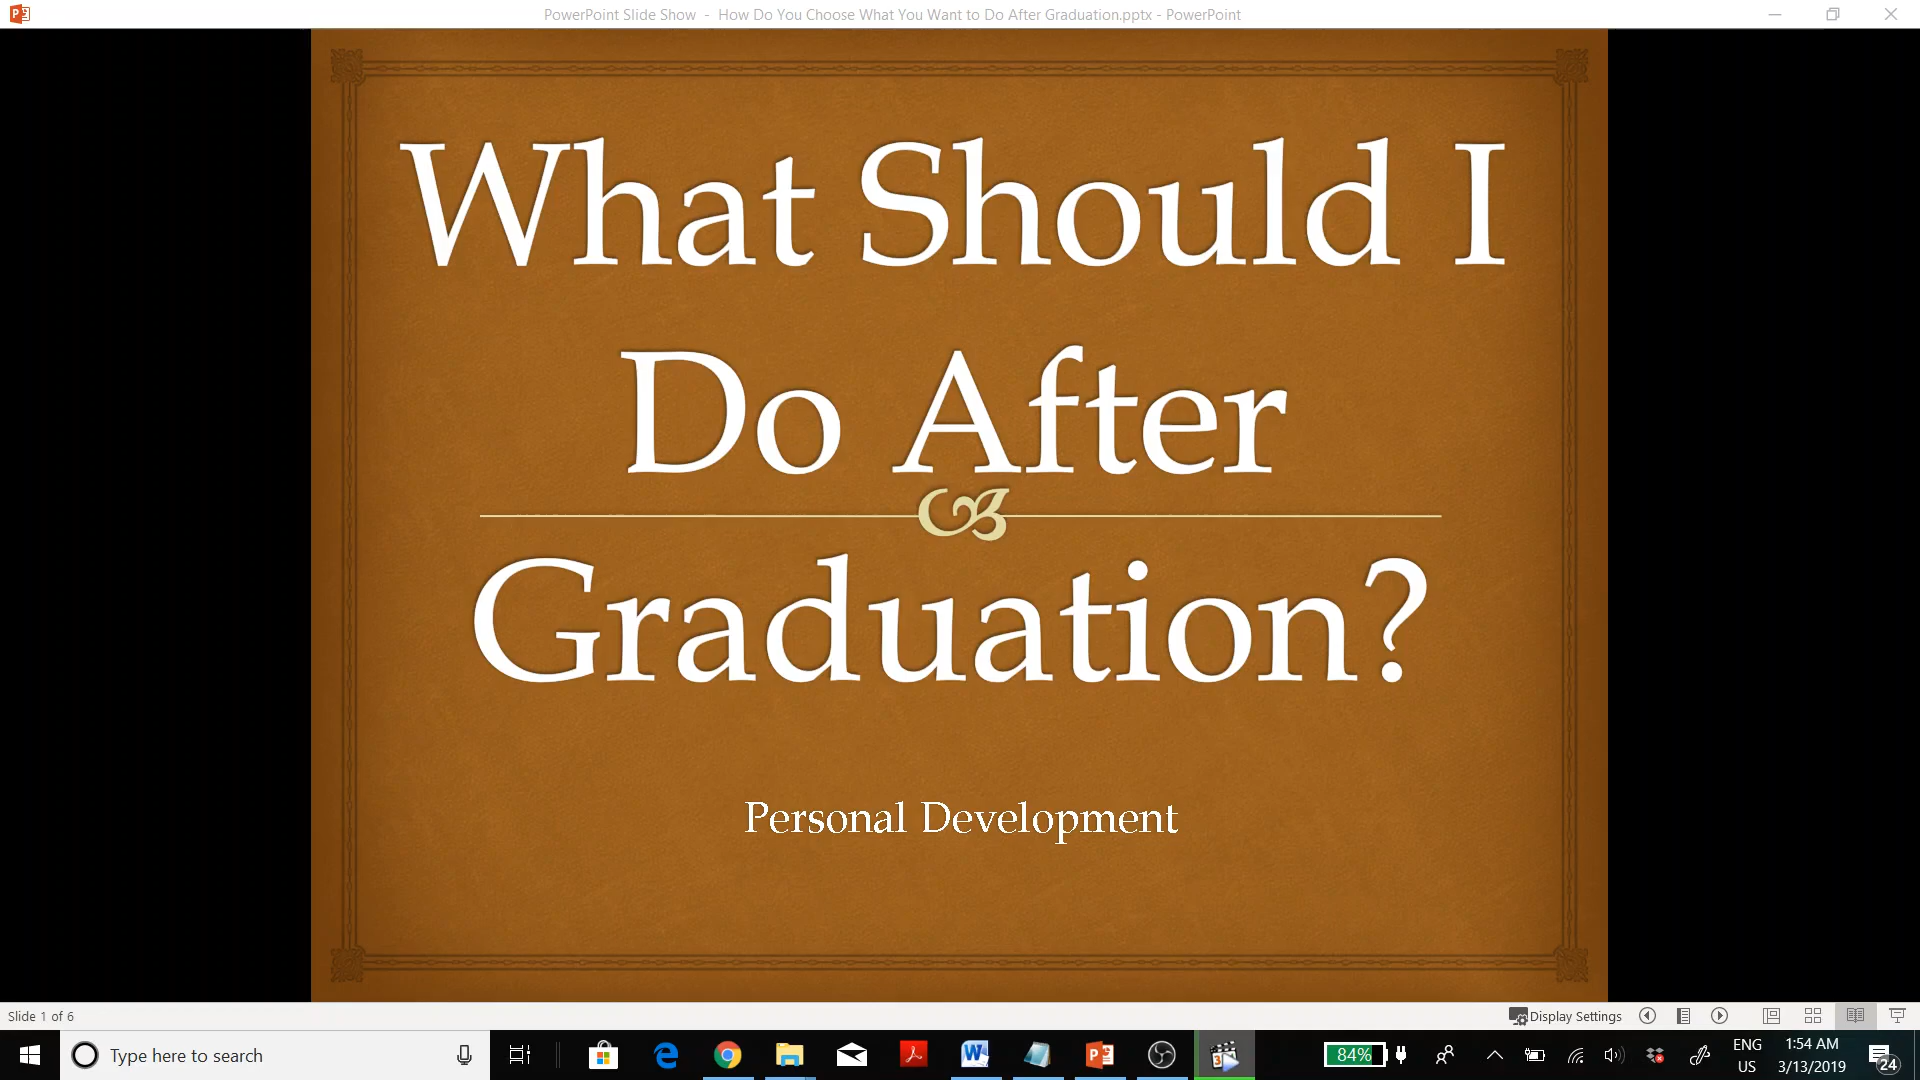 PowerPoint Slide Show - How Do You Choose What You Want to Do After Graduation.pptx - PowerPoint
What Should I
Do After
Graduation?
Personal Development
Slide 1 of 6
Display Settings
Type here to search
84%
ENG
US
1:54 AM
3/13/2019
24